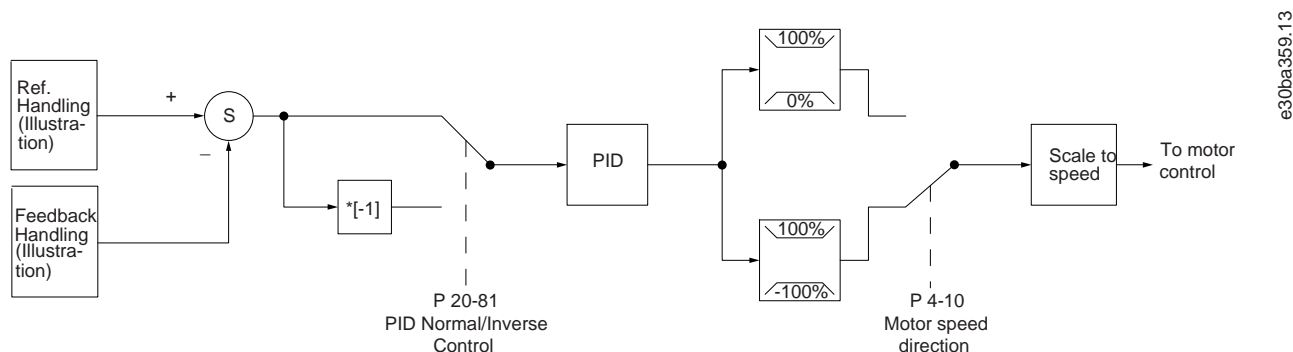 Ref.
Handling
(Illustra-
tion)
+
S
_
Feedback
Handling
(Illustra-
tion)
*[-1]
P 20-81
PID Normal/Inverse
Control
PID
100%
0%
100%
-100%
P 4-10
Motor speed
direction
Scale to
speed
To motor
control
e30ba359.13